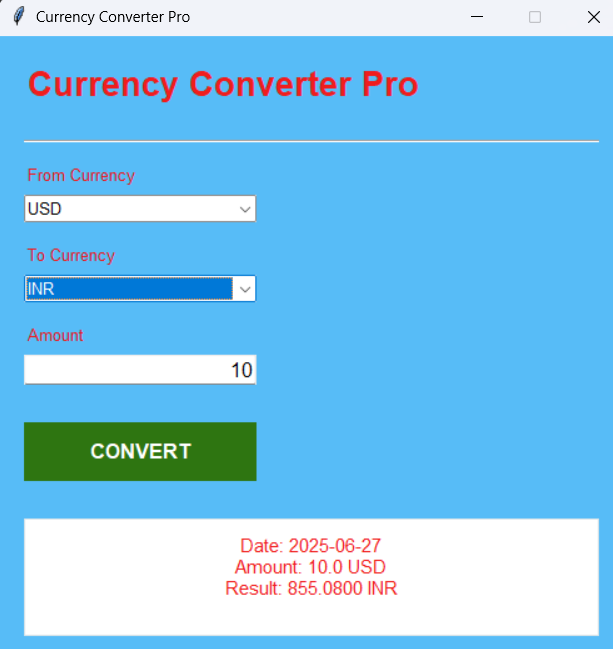 Currency Converter Pro
Currency Converter Pro
From Currency
USD
To Currency
INR
Amount
10
CONVERT
Date: 2025-06-27
Amount: 10.0 USD
Result: 855.0800 INR